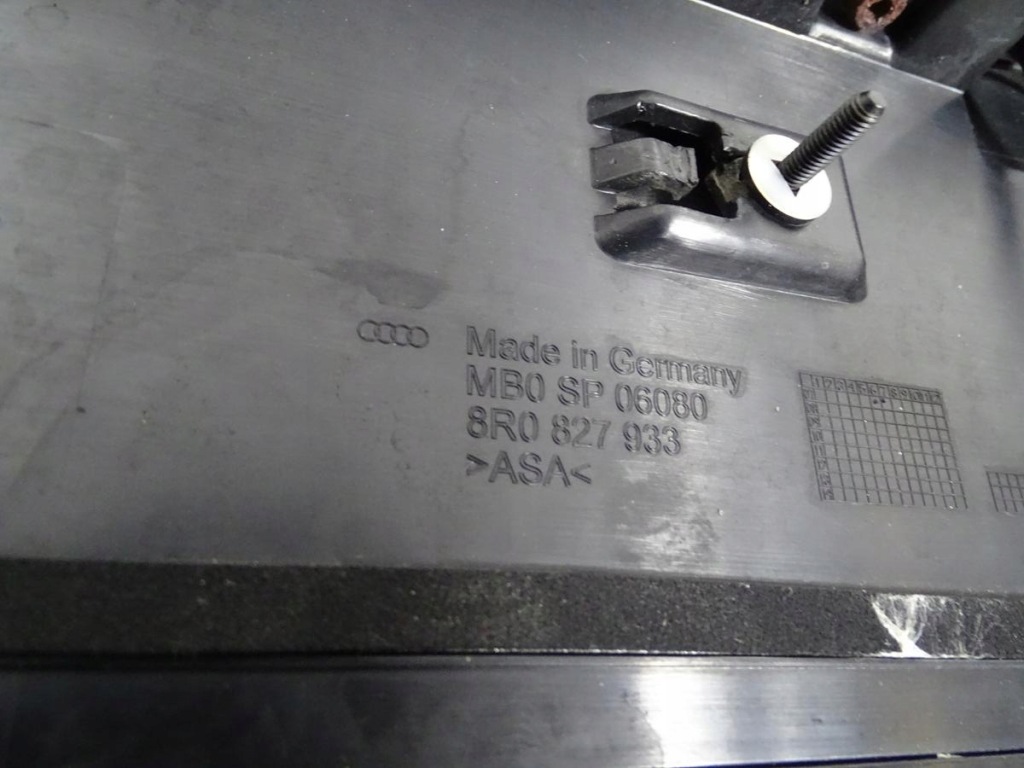 Made in Germany
MB0 SP 06080
8R0 827 933
>ASA<